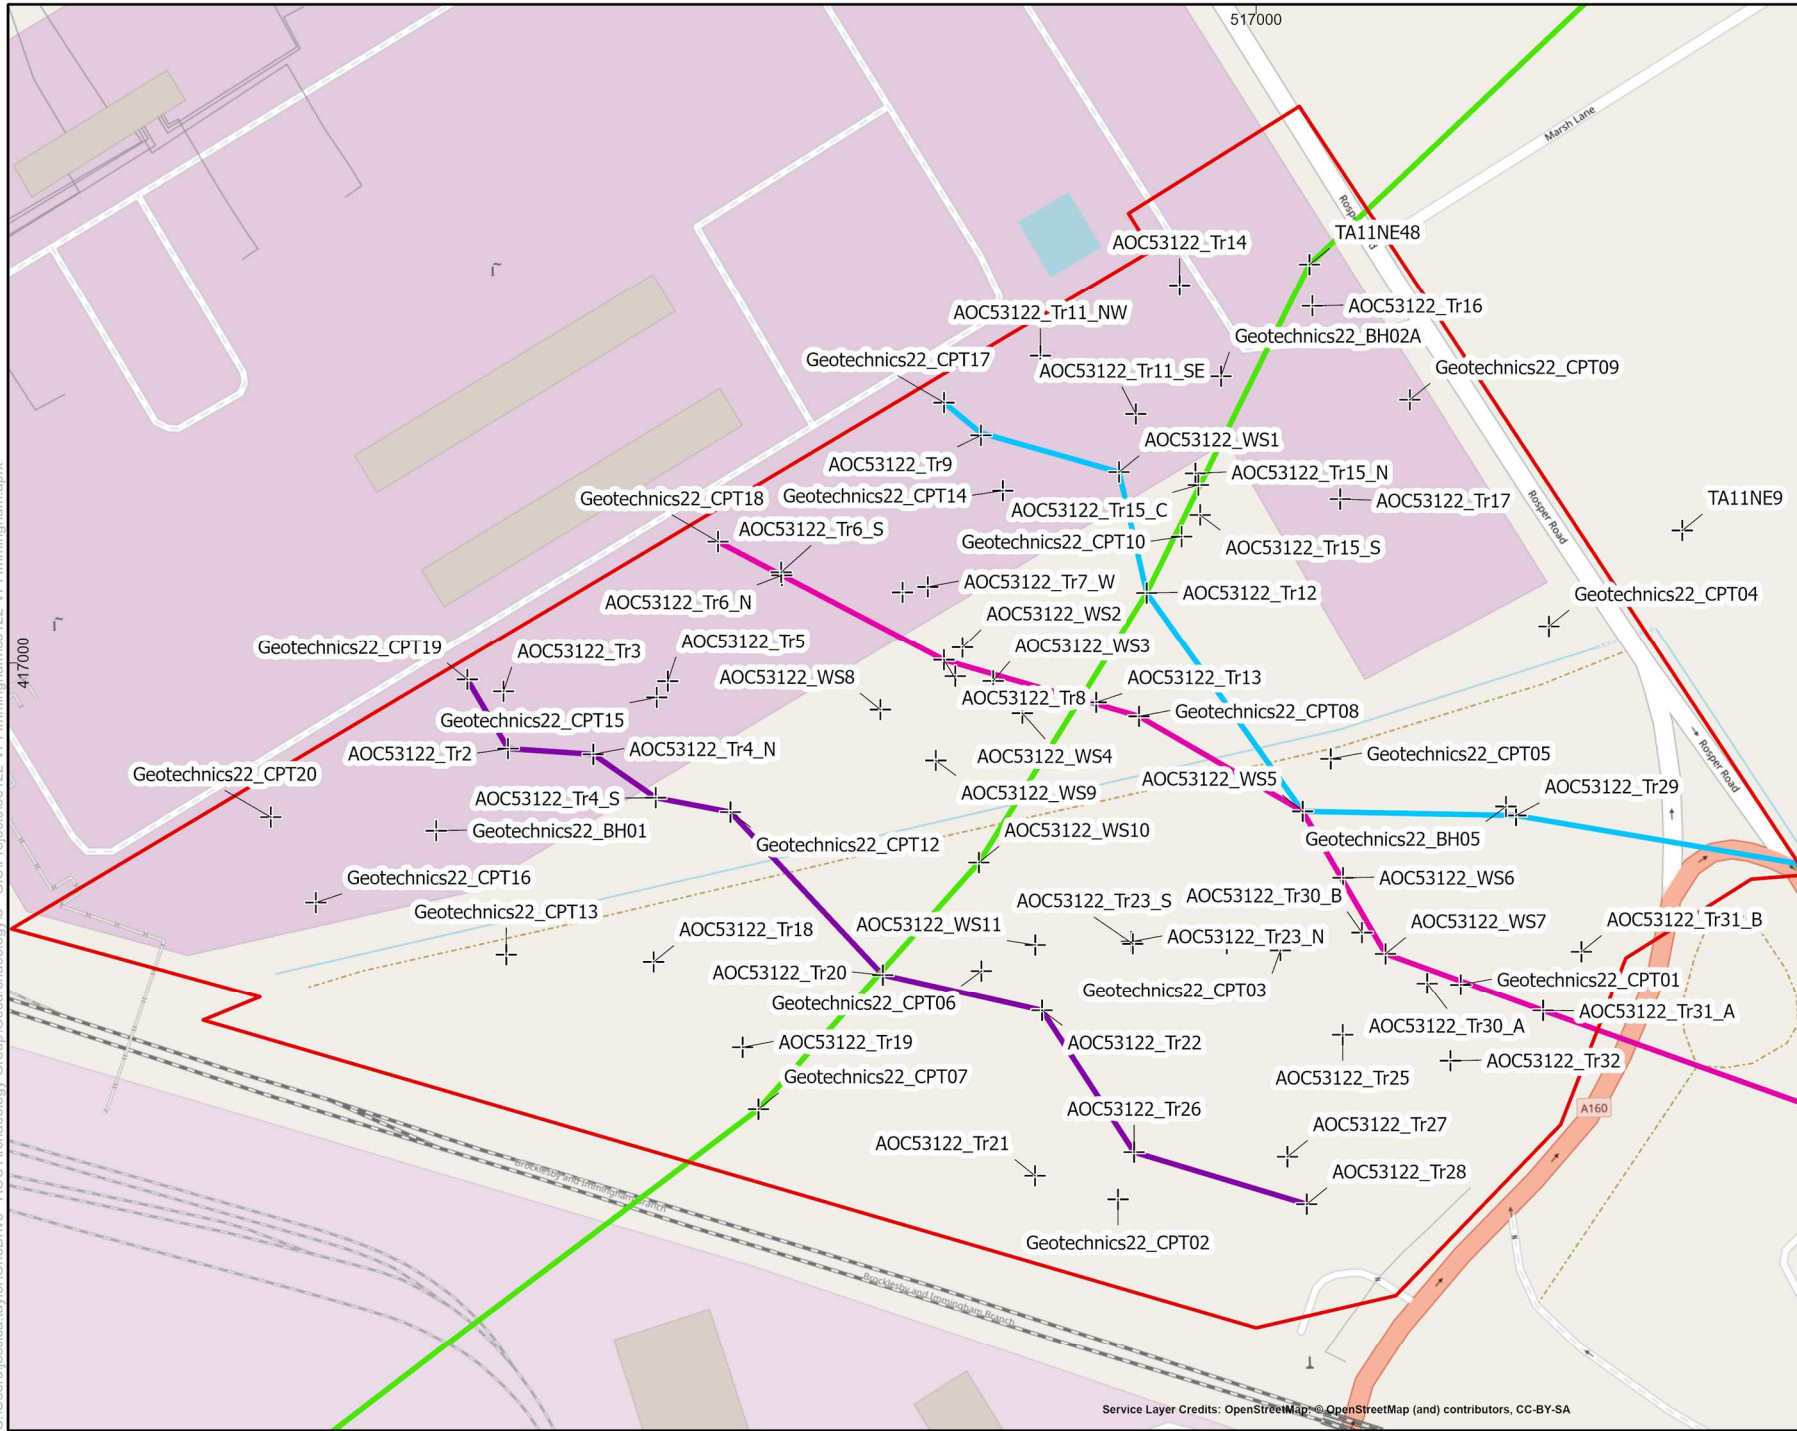 517000
Marsh Lane
AOC53122_Tr14
TA11NE48
AOC53122_Tr11_NW
AOC53122_Tr16
Geotechnics22_BH02A
Geotechnics22_CPT17
AOC53122_Tr11_SE
Geotechnics22_CPT09
AOC53122_WS1
AOC53122_Tr9
AOC53122_Tr15_N
Geotechnics22_CPT18
Geotechnics22_CPT14
AOC53122_Tr17
TA11NE9
AOC53122_Tr15_C
AOC53122_Tr6_S
Rosper Road
Geotechnics22_CPT10
AOC53122_Tr15_S
AOC53122_Tr7_W
AOC53122_Tr12
Geotechnics22_CPT04
AOC53122_Tr6_N
AOC53122_WS2
AOC53122_Tr5
Geotechnics22_CPT19
AOC53122_Tr3
AOC53122_WS3
417000
AOC53122_WS8
AOC53122_Tr13
AOC53122_Tr8
Geotechnics22_CPT08
Geotechnics22_CPT15
AOC53122_Tr2
AOC53122_Tr4_N
AOC53122_WS4
Geotechnics22_CPT05
Rosper Road
Geotechnics22_CPT20
AOC53122_WS5
AOC53122_Tr29
AOC53122_Tr4_S
AOC53122_WS9
Geotechnics22_BH01
AOC53122_WS10
Geotechnics22_BH05
Geotechnics22_CPT12
Geotechnics22_CPT16
AOC53122_WS6
AOC53122_Tr30_B
AOC53122_Tr23_S
Geotechnics22_CPT13
AOC53122_WS7
AOC53122_Tr31_B
AOC53122_WS11
AOC53122_Tr18
AOC53122_Tr23_N
AOC53122_Tr20
Geotechnics22_CPT01
Geotechnics22_CPT03
Geotechnics22_CPT06
AOC53122_Tr31_A
AOC53122_Tr30_A
AOC53122_Tr19
AOC53122_Tr22
AOC53122_Tr32
Geotechnics22_CPT07
AOC53122_Tr25
A160
AOC53122_Tr26
AOC53122_Tr27
AOC53122_Tr21
AOC53122_Tr28
Brocklesby and Immingham Branch
Geotechnics22_CPT02
Brocklesby and Immingham Branch
Service Layer Credits: OpenStreetMap: © OpenStreetMap (and) contributors, CC-BY-SA